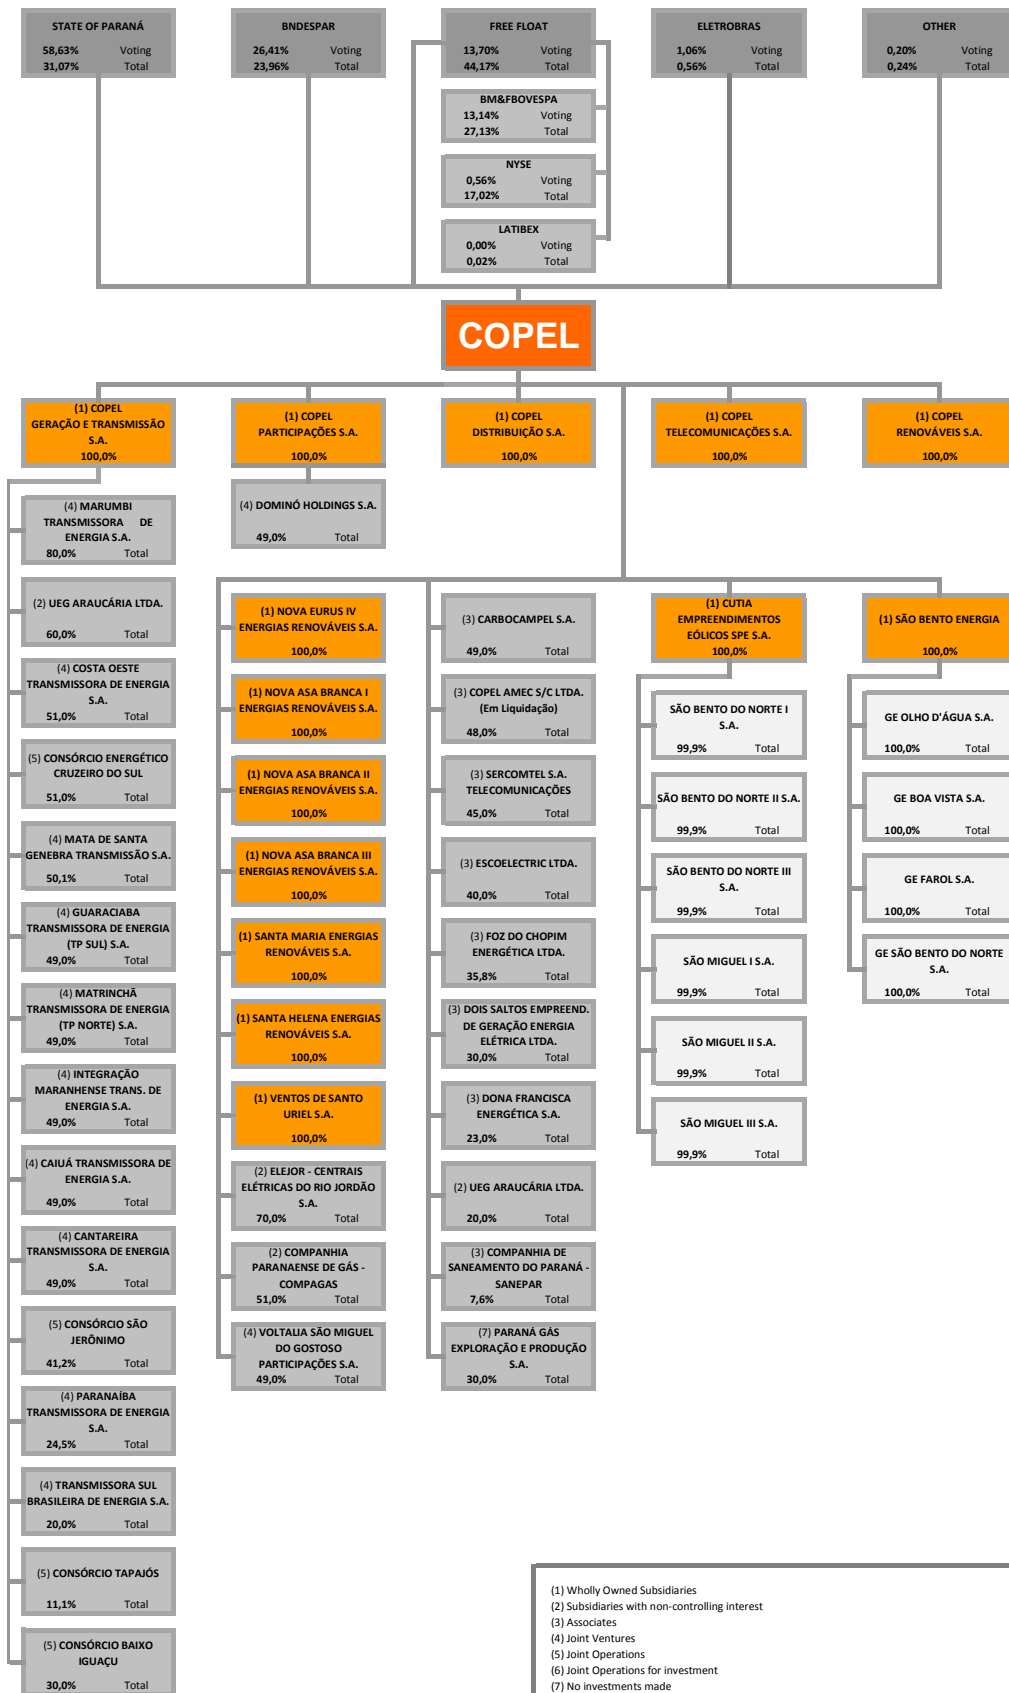 STATE OF PARANÁ
58,63% Voting
31,07% Total
BNDESPAR
26,41% Voting
23,96% Total
FREE FLOAT
13,70% Voting
44,17% Total
ELETROBRAS
1,06% Voting
0,56% Total
OTHER
0,20% Voting
0,24% Total
BM&FBOVESPA
13,14% Voting
27,13% Total
NYSE
0,56% Voting
17,02% Total
LATIBEX
0,00% Voting
0,02% Total
COPEL
(1) COPEL
GERAÇÃO E TRANSMISSÃO
S.A.
100,0%
(1) COPEL
PARTICIPAÇÕES S.A.
100,0%
(1) COPEL
DISTRIBUIÇÃO S.A.
100,0%
(1) COPEL
TELECOMUNICAÇÕES S.A.
100,0%
(1) COPEL
RENOVÁVEIS S.A.
100,0%
(4) MARUMBI
TRANSMISSORA DE
ENERGIA S.A.
80,0% Total
(2) UEG ARAUCÁRIA LTDA.
60,0% Total
(4) COSTA OESTE
TRANSMISSORA DE ENERGIA
S.A.
51,0% Total
(5) CONSÓRCIO ENERGÉTICO
CRUZEIRO DO SUL
51,0% Total
(4) MATA DE SANTA
GENEBRA TRANSMISSÃO S.A.
50,1% Total
(4) GUARACIABA
TRANSMISSORA DE ENERGIA
(TP SUL) S.A.
49,0% Total
(4) MATRINCHÃ
TRANSMISSORA DE ENERGIA
(TP NORTE) S.A.
49,0% Total
(4) INTEGRAÇÃO
MARANHENSE TRANS. DE
ENERGIA S.A.
49,0% Total
(4) CAIUÁ TRANSMISSORA DE
ENERGIA S.A.
49,0% Total
(4) CANTAREIRA
TRANSMISSORA DE ENERGIA
S.A.
49,0% Total
(5) CONSÓRCIO SÃO
JERÔNIMO
41,2% Total
(4) PARANAÍBA
TRANSMISSORA DE ENERGIA
S.A.
24,5% Total
(4) TRANSMISSORA SUL
BRASILEIRA DE ENERGIA S.A.
20,0% Total
(5) CONSÓRCIO TAPAJÓS
11,1% Total
(5) CONSÓRCIO BAIXO
IGUAÇU
30,0% Total
(4) DOMINÓ HOLDINGS S.A.
49,0% Total
(1) NOVA EURUS IV
ENERGIAS RENOVÁVEIS S.A.
100,0%
(1) NOVA ASA BRANCA I
ENERGIAS RENOVÁVEIS S.A.
100,0%
(1) NOVA ASA BRANCA II
ENERGIAS RENOVÁVEIS S.A.
100,0%
(1) NOVA ASA BRANCA III
ENERGIAS RENOVÁVEIS S.A.
100,0%
(1) SANTA MARIA ENERGIAS
RENOVÁVEIS S.A.
100,0%
(1) SANTA HELENA ENERGIAS
RENOVÁVEIS S.A.
100,0%
(1) VENTOS DE SANTO
URIEL S.A.
100,0%
(2) ELEJOR - CENTRAIS
ELÉTRICAS DO RIO JORDÃO
S.A.
70,0% Total
(2) COMPANHIA
PARANAENSE DE GÁS -
COMPAGAS
51,0% Total
(4) VOLTALIA SÃO MIGUEL
DO GOSTOSO
PARTICIPAÇÕES S.A.
49,0% Total
(3) CARBOCAMPEL S.A.
49,0% Total
(3) COPEL AMEC S/C LTDA.
(Em Liquidação)
48,0% Total
(3) SERCOMTEL S.A.
TELECOMUNICAÇÕES
45,0% Total
(3) ESCOELECTRIC LTDA.
40,0% Total
(3) FOZ DO CHOPIM
ENERGÉTICA LTDA.
35,8% Total
(3) DOIS SALTOS EMPREEND.
DE GERAÇÃO ENERGIA
ELÉTRICA LTDA.
30,0% Total
(3) DONA FRANCISCA
ENERGÉTICA S.A.
23,0% Total
(2) UEG ARAUCÁRIA LTDA.
20,0% Total
(3) COMPANHIA DE
SANEAMENTO DO PARANÁ -
SANEPAR
7,6% Total
(7) PARANÁ GÁS
EXPLORAÇÃO E PRODUÇÃO
S.A.
30,0% Total
(1) CUTIA
EMPREENDIMENTOS
EÓLICOS SPE S.A.
100,0%
SÃO BENTO DO NORTE I
S.A.
99,9% Total
SÃO BENTO DO NORTE II S.A.
99,9% Total
SÃO BENTO DO NORTE III
S.A.
99,9% Total
SÃO MIGUEL I S.A.
99,9% Total
SÃO MIGUEL II S.A.
99,9% Total
SÃO MIGUEL III S.A.
99,9% Total
(1) SÃO BENTO ENERGIA
100,0%
GE OLHO D'ÁGUA S.A.
100,0% Total
GE BOA VISTA S.A.
100,0% Total
GE FAROL S.A.
100,0% Total
GE SÃO BENTO DO NORTE
S.A.
100,0% Total
(1) Wholly Owned Subsidiaries
(2) Subsidiaries with non-controlling interest
(3) Associates
(4) Joint Ventures
(5) Joint Operations
(6) Joint Operations for investment
(7) No investments made